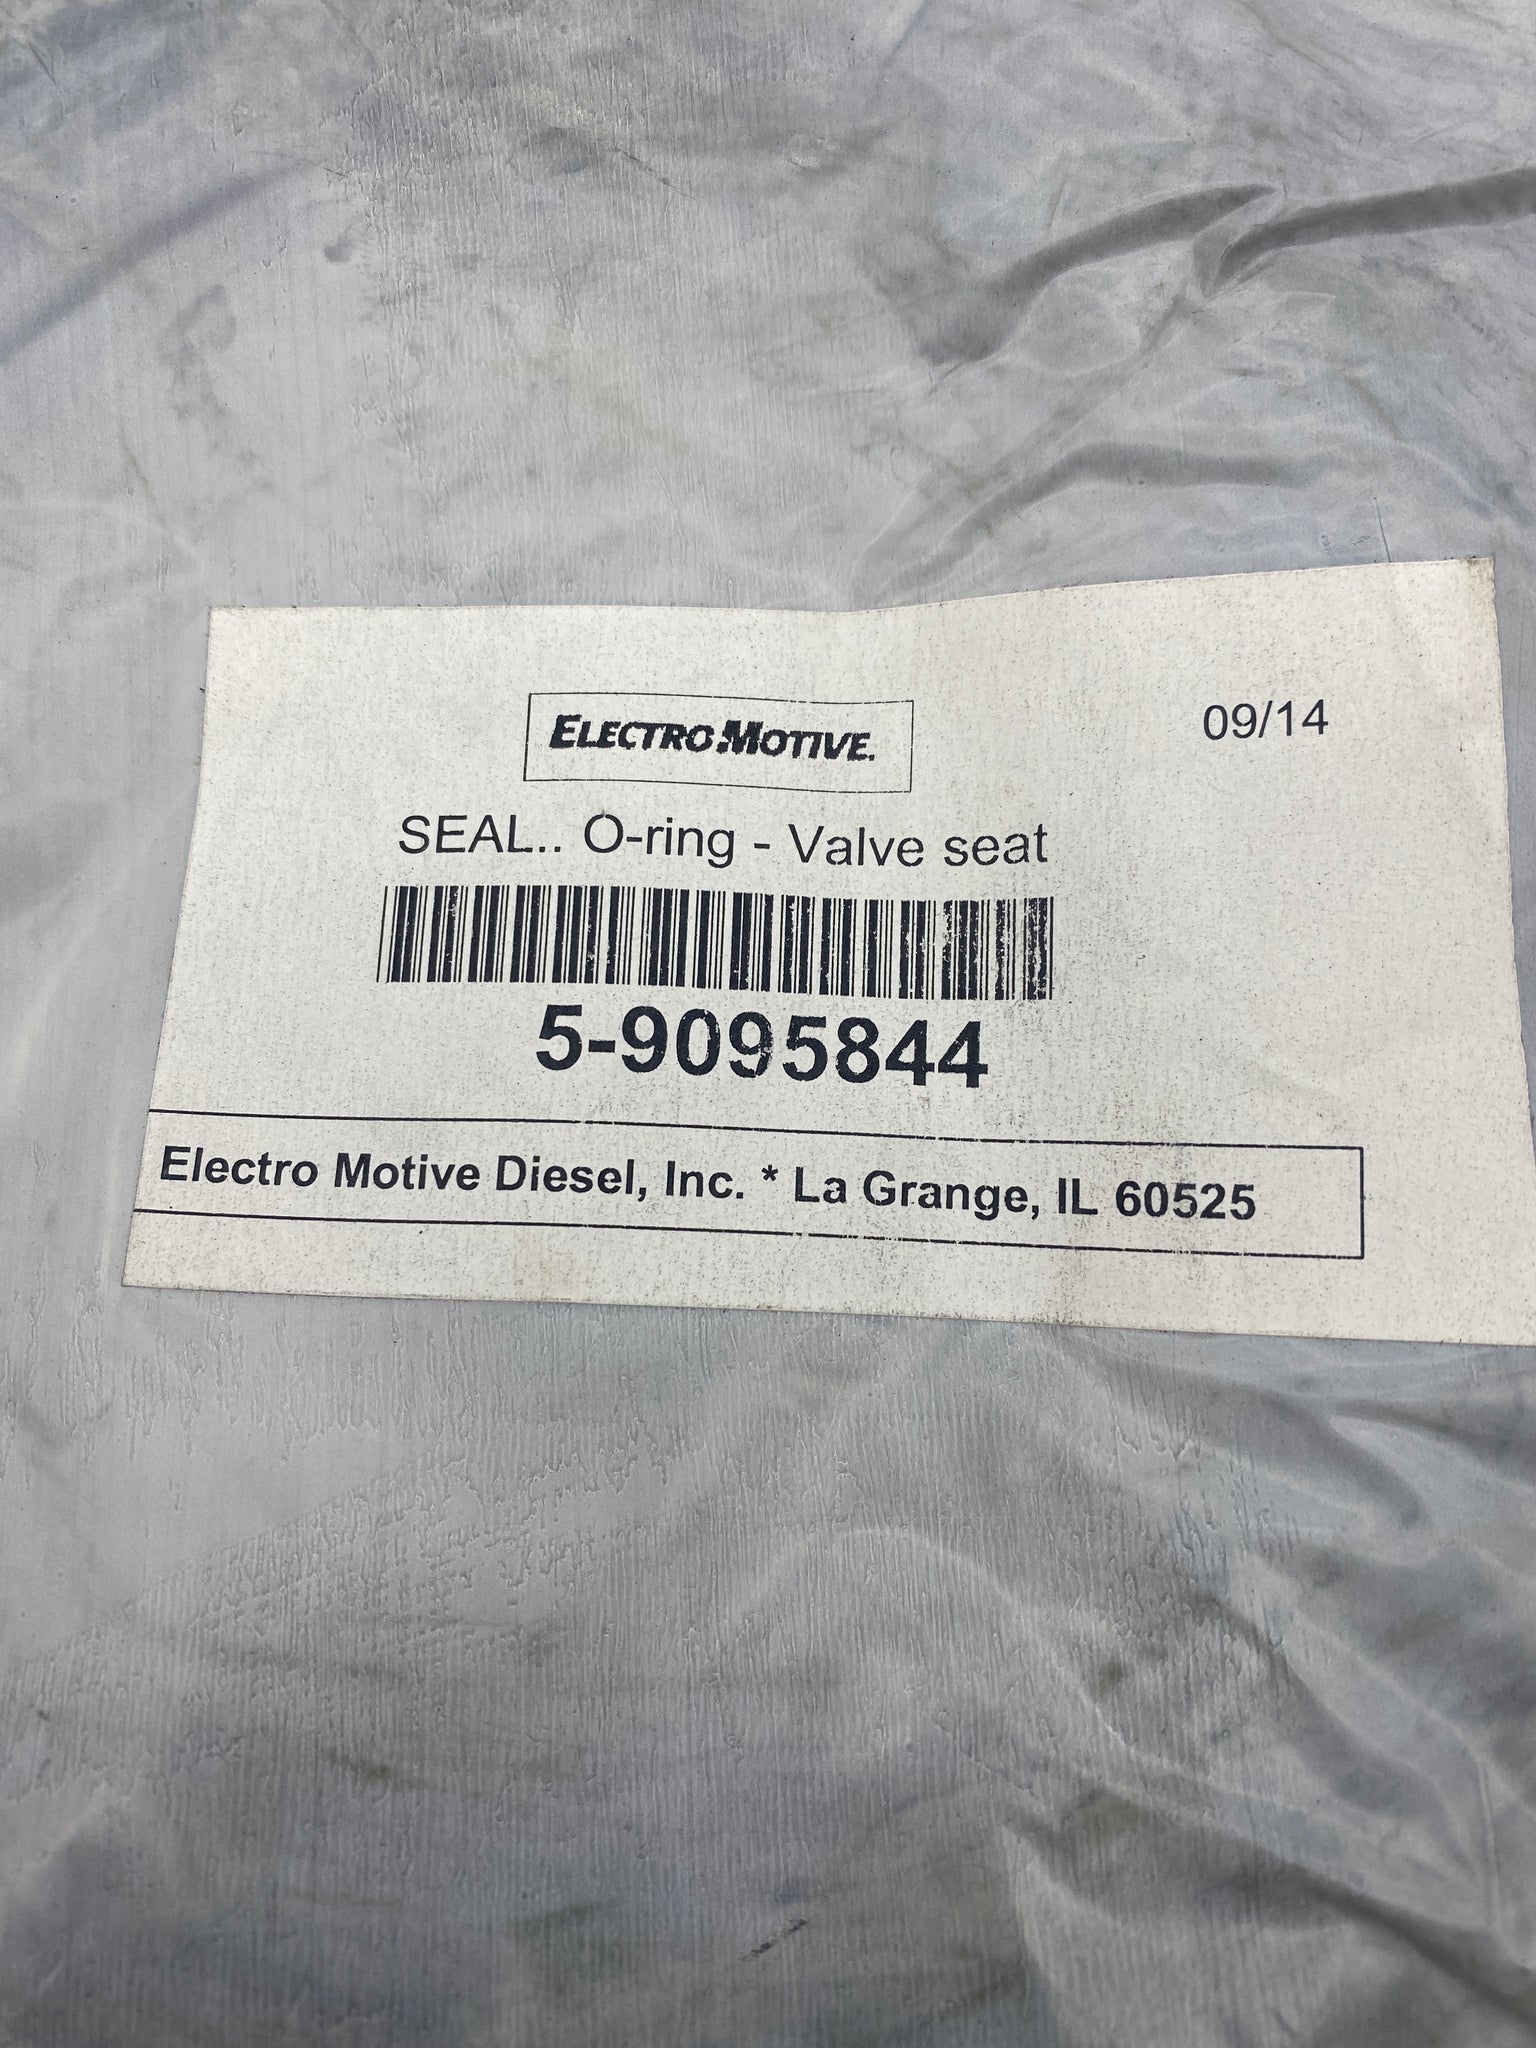 09/14
ELECTRO-MOTIVE.
SEAL.. O-ring - Valve seat
5-9095844
Electro Motive Diesel, Inc. * La Grange, IL 60525